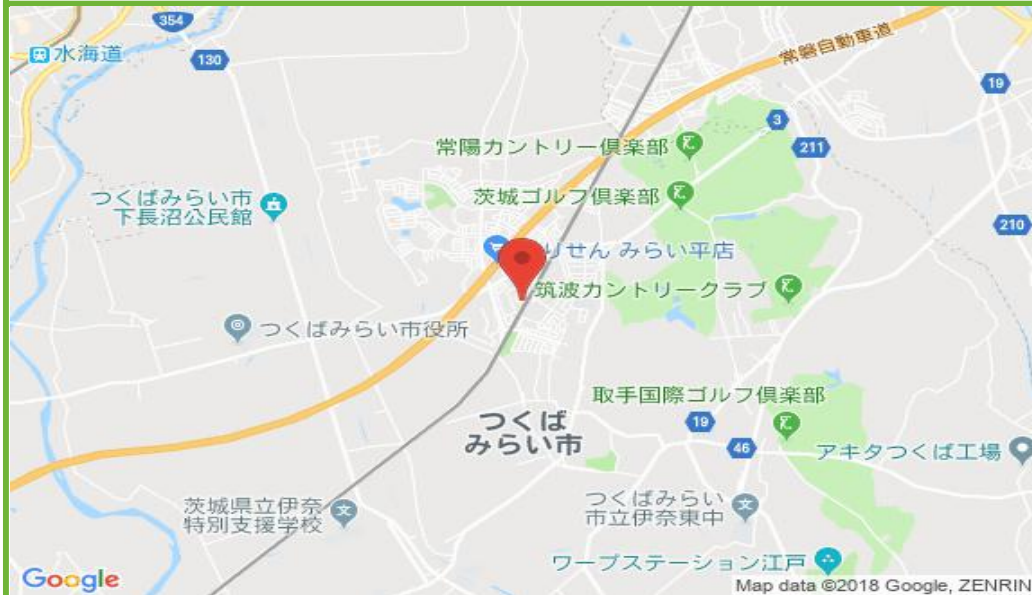 354
水海道
130
常磐自動車道
19
3
常陽カントリー倶楽部
211
つくばみらい市
下長沼公民館
茨城ゴルフ倶楽部
210
りせん みらい平店
筑波カントリークラブ
つくばみらい市役所
取手国際ゴルフ倶楽部
つくば
みらい市
19
46
アキタつくば工場
茨城県立伊奈
特別支援学校
つくばみらい
市立伊奈東中
ワープステーション江戸
Google
Map data ©2018 Google, ZENRIN